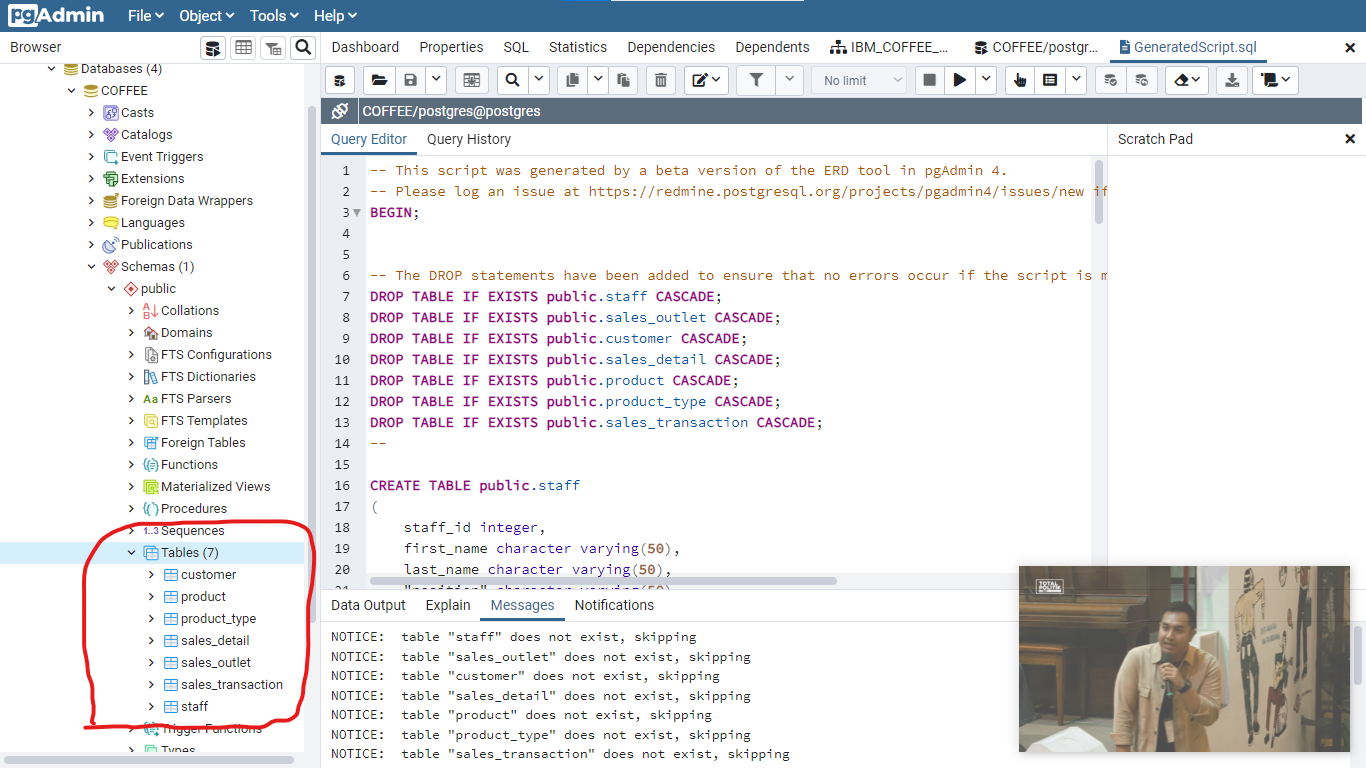 pgAdmin File Object Tools Help
Browser
Dashboard Properties SQL Statistics Dependencies Dependents IBM_COFFEE_... COFFEE/postgr... GeneratedScript.sql
No limit
COFFEE/postgres@postgres
Query Editor Query History
Scratch Pad
Databases (4)
COFFEE
Casts
Catalogs
Event Triggers
Extensions
Foreign Data Wrappers
Languages
Publications
Schemas (1)
public
Collations
Domains
FTS Configurations
FTS Dictionaries
Aa FTS Parsers
FTS Templates
Foreign Tables
Functions
Materialized Views
Procedures
1..3 Sequences
Tables (7)
customer
product
product_type
sales_detail
sales_outlet
sales_transaction
staff
Trigger Functions
Types
1 -- This script was generated by a beta version of the ERD tool in pgAdmin 4.
2 -- Please log an issue at https://redmine.postgresql.org/projects/pgadmin4/issues/new if
3 BEGIN;
4
5
6 -- The DROP statements have been added to ensure that no errors occur if the script is m
7 DROP TABLE IF EXISTS public.staff CASCADE;
8 DROP TABLE IF EXISTS public.sales_outlet CASCADE;
9 DROP TABLE IF EXISTS public.customer CASCADE;
10 DROP TABLE IF EXISTS public.sales_detail CASCADE;
11 DROP TABLE IF EXISTS public.product CASCADE;
12 DROP TABLE IF EXISTS public.product_type CASCADE;
13 DROP TABLE IF EXISTS public.sales_transaction CASCADE;
14 --
15
16 CREATE TABLE public.staff
17 (
18 staff_id integer,
19 first_name character varying(50),
20 last_name character varying(50),
21 "position" character varying(50)
Data Output Explain Messages Notifications
NOTICE: table "staff" does not exist, skipping
NOTICE: table "sales_outlet" does not exist, skipping
NOTICE: table "customer" does not exist, skipping
NOTICE: table "sales_detail" does not exist, skipping
NOTICE: table "product" does not exist, skipping
NOTICE: table "product_type" does not exist, skipping
NOTICE: table "sales_transaction" does not exist, skipping
TOTAL
POLITIK